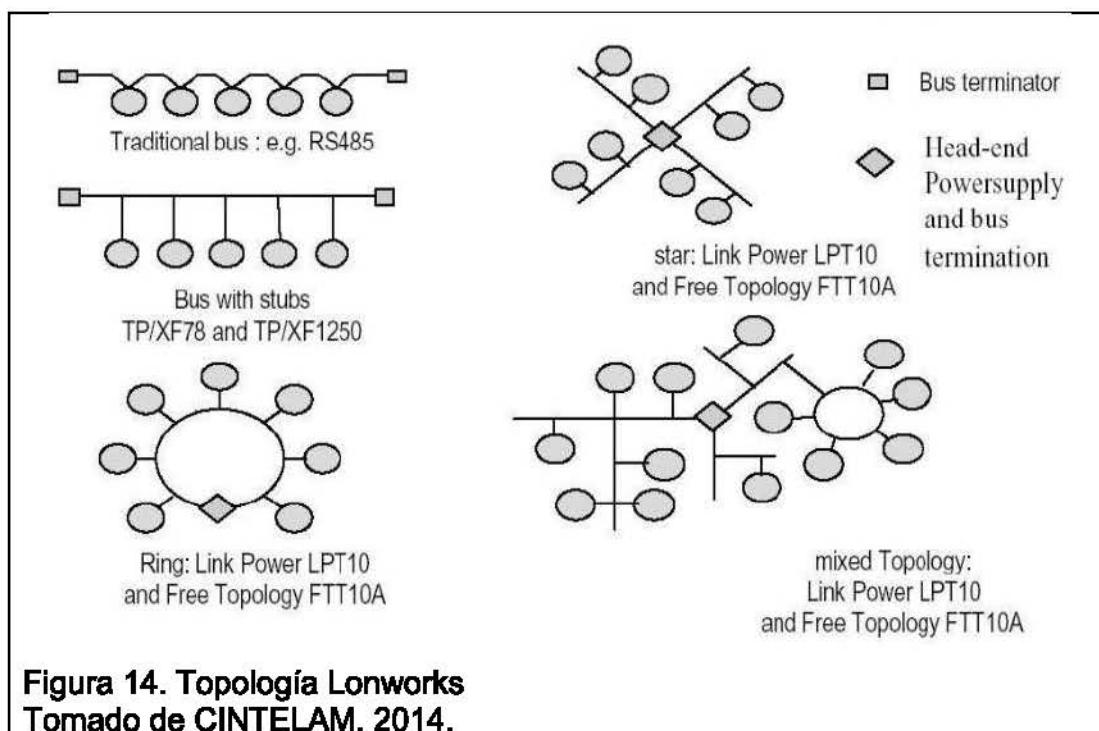 Traditional bus : e.g. RS485
Bus with stubs
TP/XF78 and TP/XF1250
Ring: Link Power LPT10
and Free Topology FTT10A
star: Link Power LPT10
and Free Topology FTT10A
Bus terminator
Head-end
Powersupply
and bus
termination
mixed Topology:
Link Power LPT10
and Free Topology FTT10A
Figura 14. Topología Lonworks
Tomado de CINTELAM. 2014.